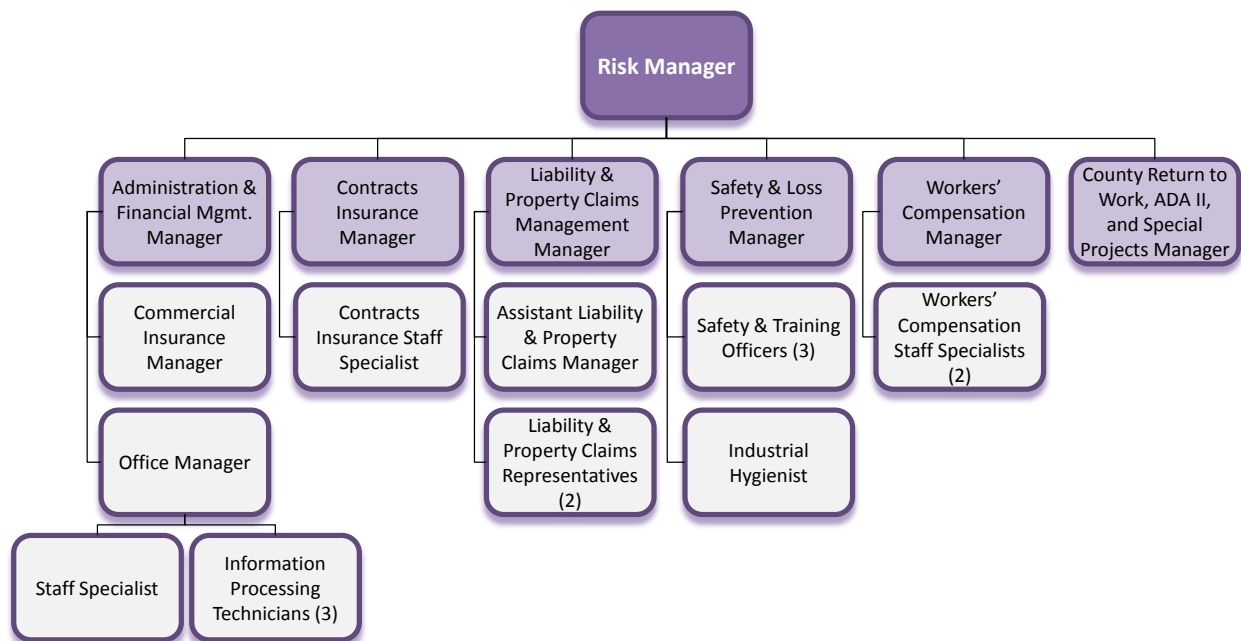 Risk Manager
Administration &
Financial Mgmt.
Manager
Contracts
Insurance
Manager
Liability &
Property Claims
Management
Manager
Safety & Loss
Prevention
Manager
Workers’
Compensation
Manager
County Return to
Work, ADA II,
and Special
Projects Manager
Commercial
Insurance
Manager
Contracts
Insurance Staff
Specialist
Assistant Liability
& Property
Claims Manager
Safety & Training
Officers (3)
Workers’
Compensation
Staff Specialists
(2)
Office Manager
Liability &
Property Claims
Representatives
(2)
Industrial
Hygienist
Staff Specialist
Information
Processing
Technicians (3)